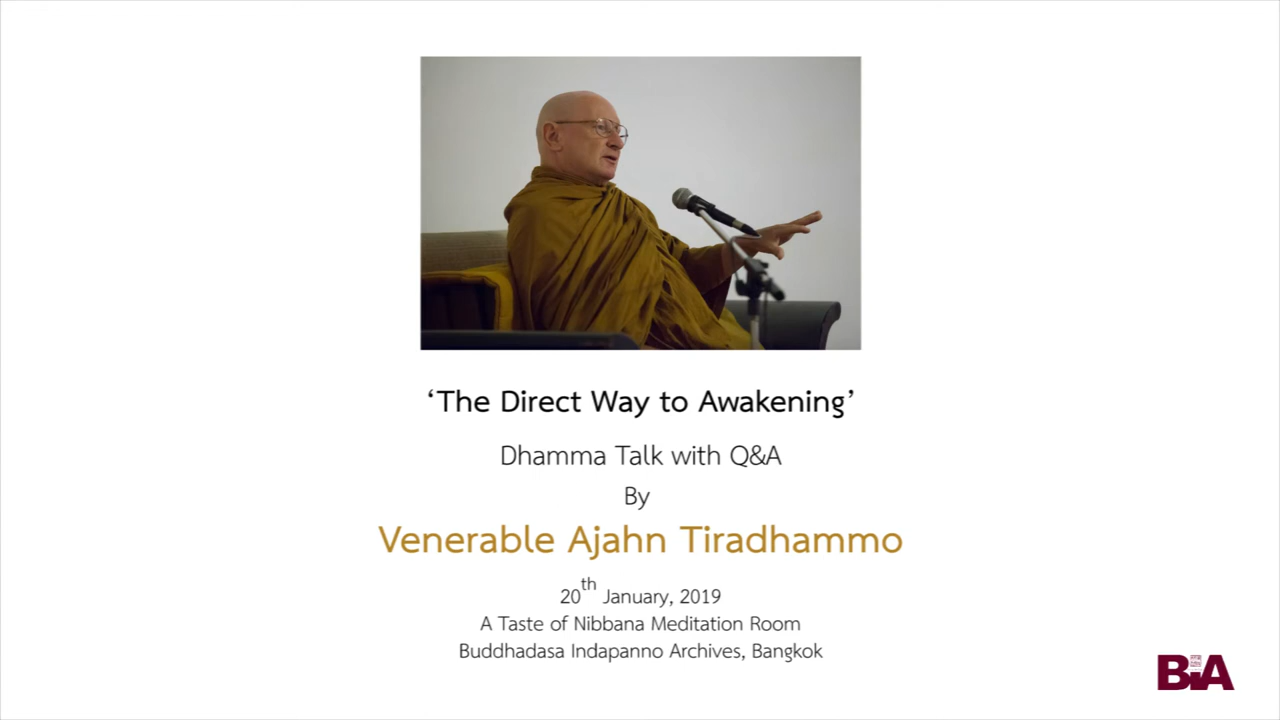 ‘The Direct Way to Awakening’
Dhamma Talk with Q&A
By
Venerable Ajahn Tiradhammo
20th January, 2019
A Taste of Nibbana Meditation Room
Buddhadasa Indapanno Archives, Bangkok
BiA